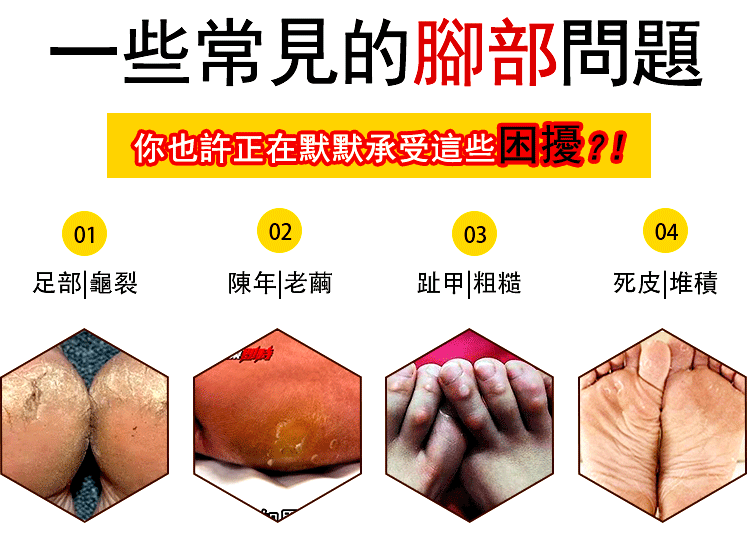 一些常見的腳部問題
你也許正在默默承受這些困擾?!
01
02
03
04
足部|龜裂
陳年|老繭
趾甲|粗糙
死皮|堆積